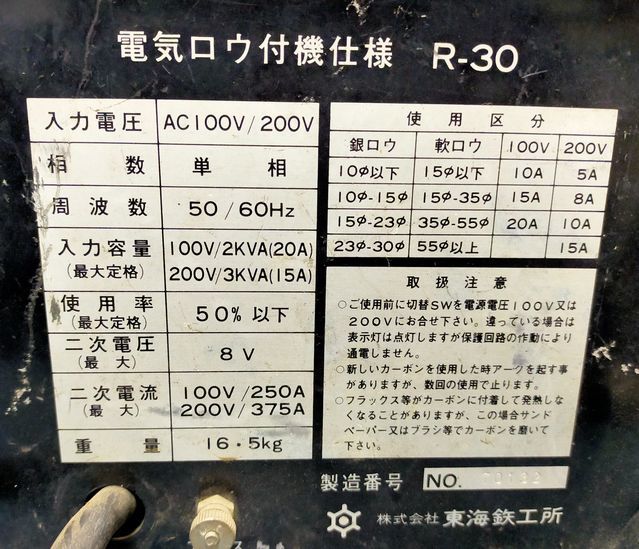 電気ロウ付機仕様 R-30
入力電圧 AC100V/200V
相数 単相
周波数 50/60Hz
入力容量 100V/2KVA(20A)
(最大定格) 200V/3KVA(15A)
使用率 50%以下
(最大定格)
二次電圧 8V
(最大)
二次電流 100V/250A
(最大) 200V/375A
重量 16・5kg
使用区分
銀ロウ 軟ロウ 100V 200V
10φ以下 15φ以下 10A 5A
10φ-15φ 15φ-35φ 15A 8A
15φ-23φ 35φ-55φ 20A 10A
23φ-30φ 55φ以上 15A
取扱注意
○ご使用前に切替SWを電源電圧100V又は
200Vにお合せ下さい。違っている場合は
表示灯は点灯しますが保護回路の作動により
通電しません。
○新しいカーボンを使用した時アークを起す事
がありますが、数回の使用で止ります。
○フラックス等がカーボンに付着して発熱しな
くなることがありますが、この場合サンド
ペーパー又はブラシ等でカーボンを磨いて
下さい。
製造番号 NO.
株式会社 東海鉄工所